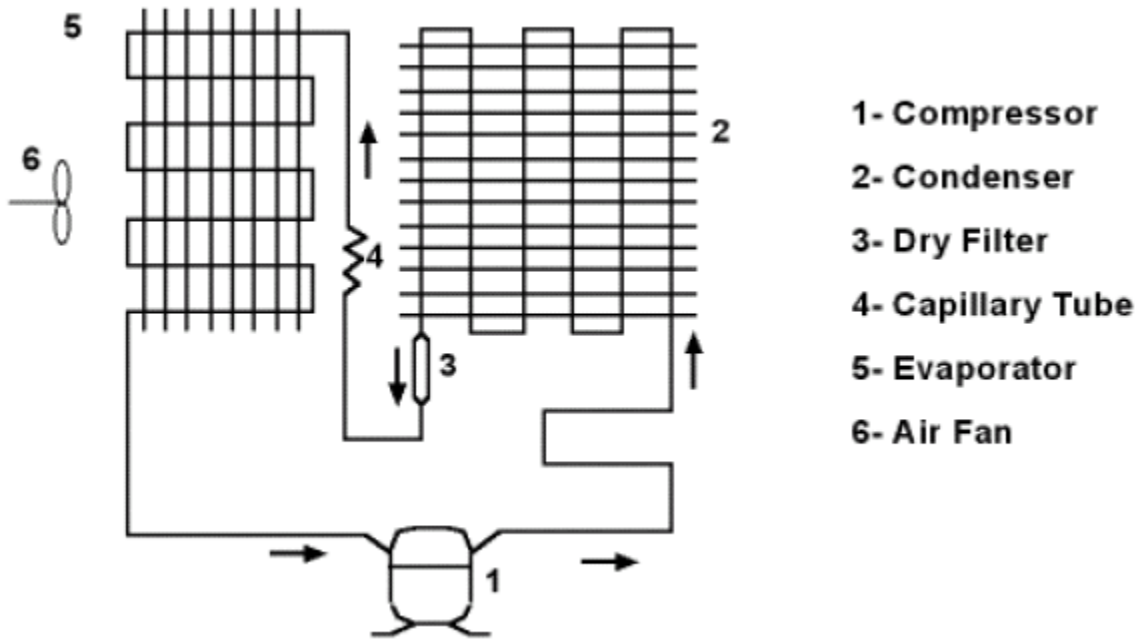 5
6
2
4
3
1
1- Compressor
2- Condenser
3- Dry Filter
4- Capillary Tube
5- Evaporator
6- Air Fan